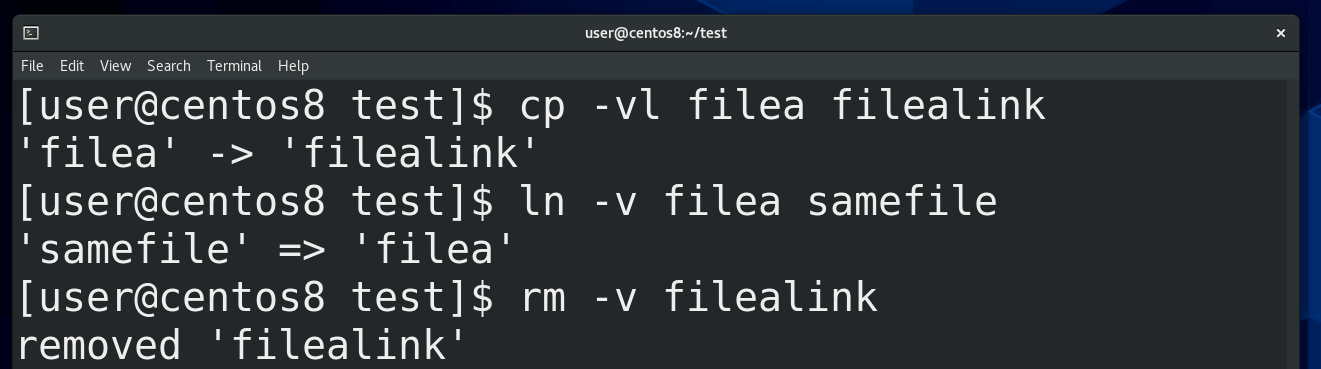 user@centos8:~/test
File Edit View Search Terminal Help
[user@centos8 test]$ cp -vl filea filealink
'filea' -> 'filealink'
[user@centos8 test]$ ln -v filea samefile
'samefile' => 'filea'
[user@centos8 test]$ rm -v filealink
removed 'filealink'